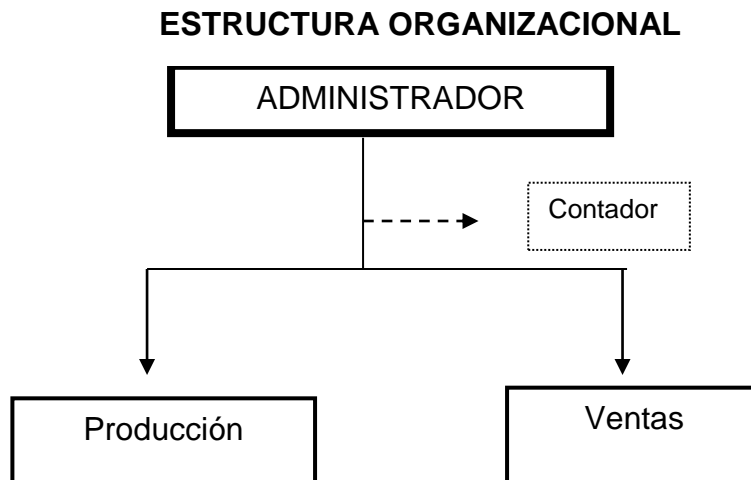 ESTRUCTURA ORGANIZACIONAL
ADMINISTRADOR
Contador
Producción
Ventas